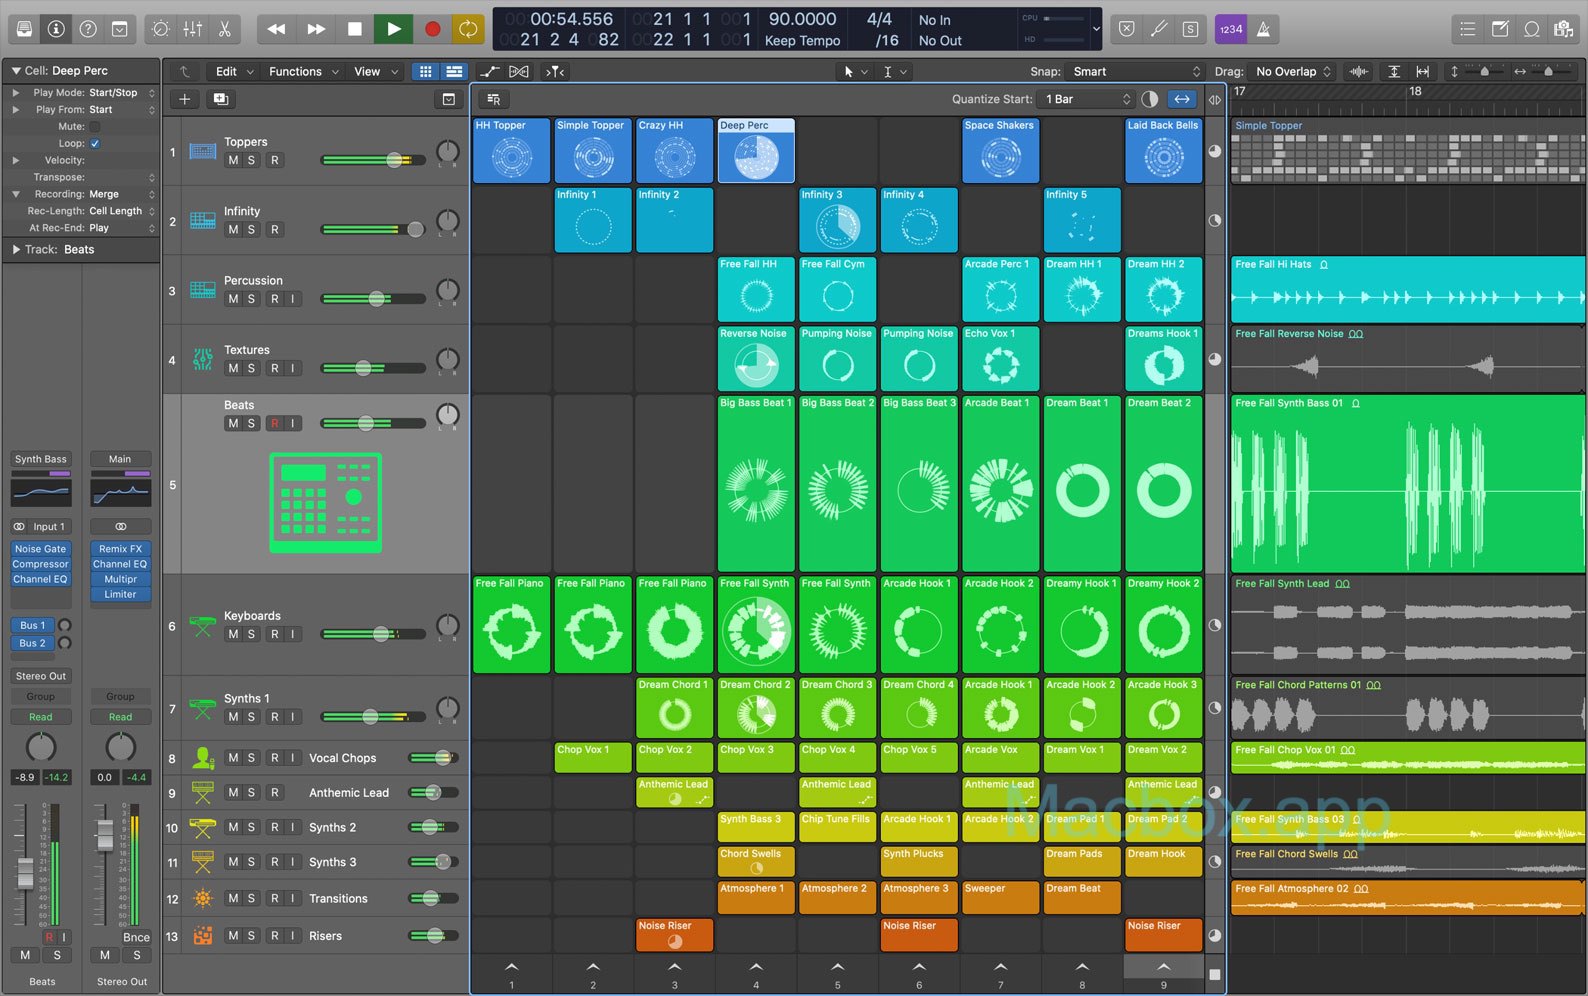 00:00:54.556 0021 1 1 001 90.0000 4/4 No In CPU
0021 2 4 082 0022 1 1 001 Keep Tempo /16 No Out HD
1234
Cell: Deep Perc
Edit Functions View Snap: Smart Drag: No Overlap
Play Mode: Start/Stop
Play From: Start
Mute:
Loop:
Velocity:
Transpose:
Recording: Merge
Rec-Length: Cell Length
At Rec-End: Play
Track: Beats
Quantize Start: 1 Bar
17 18
1 Toppers M S R L R
HH Topper Simple Topper Crazy HH Deep Perc Space Shakers Laid Back Bells
Simple Topper
2 Infinity M S R L R
Infinity 1 Infinity 2 Infinity 3 Infinity 4 Infinity 5
3 Percussion M S R I L R
Free Fall HH Free Fall Cym Arcade Perc 1 Dream HH 1 Dream HH 2
Free Fall Hi Hats
4 Textures M S R I L R
Reverse Noise Pumping Noise Pumping Noise Echo Vox 1 Dreams Hook 1
Free Fall Reverse Noise
5 Beats M S R I L R
Big Bass Beat 1 Big Bass Beat 2 Big Bass Beat 3 Arcade Beat 1 Dream Beat 1 Dream Beat 2
Free Fall Synth Bass 01
6 Keyboards M S R I L R
Free Fall Piano Free Fall Piano Free Fall Piano Free Fall Synth Free Fall Synth Arcade Hook 1 Arcade Hook 2 Dreamy Hook 1 Dreamy Hook 2
Free Fall Synth Lead
7 Synths 1 M S R I L R
Dream Chord 1 Dream Chord 2 Dream Chord 3 Dream Chord 4 Arcade Hook 1 Arcade Hook 2 Arcade Hook 3
Free Fall Chord Patterns 01
8 M S R I Vocal Chops
Chop Vox 1 Chop Vox 2 Chop Vox 3 Chop Vox 4 Chop Vox 5 Arcade Vox Dream Vox 1 Dream Vox 2
Free Fall Chop Vox 01
9 M S R Anthemic Lead
Anthemic Lead Anthemic Lead Anthemic Lead Anthemic Lead
10 M S R I Synths 2
Synth Bass 3 Chip Tune Fills Arcade Hook 1 Arcade Hook 2 Dream Pad 1 Dream Pad 2
Free Fall Synth Bass 03
11 M S R I Synths 3
Chord Swells Synth Plucks Dream Pads Dream Hook
Free Fall Chord Swells
12 M S R I Transitions
Atmosphere 1 Atmosphere 2 Atmosphere 3 Sweeper Dream Beat
Free Fall Atmosphere 02
13 M S R I Risers
Noise Riser Noise Riser Noise Riser
1 2 3 4 5 6 7 8 9
Macbox.app
Synth Bass Main
Input 1
Noise Gate Remix FX
Compressor Channel EQ
Channel EQ Multipr
Limiter
Bus 1
Bus 2
Stereo Out
Group Group
Read Read
-8.9 -14.2 0.0 -4.4
R I Bnce
M S M S
Beats Stereo Out